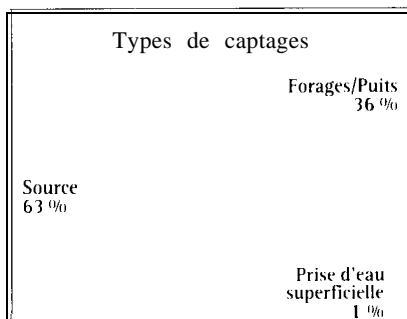 Types de captages
Forages/Puits
36 %
Source
63 %
Prise d'eau
superficielle
1 %